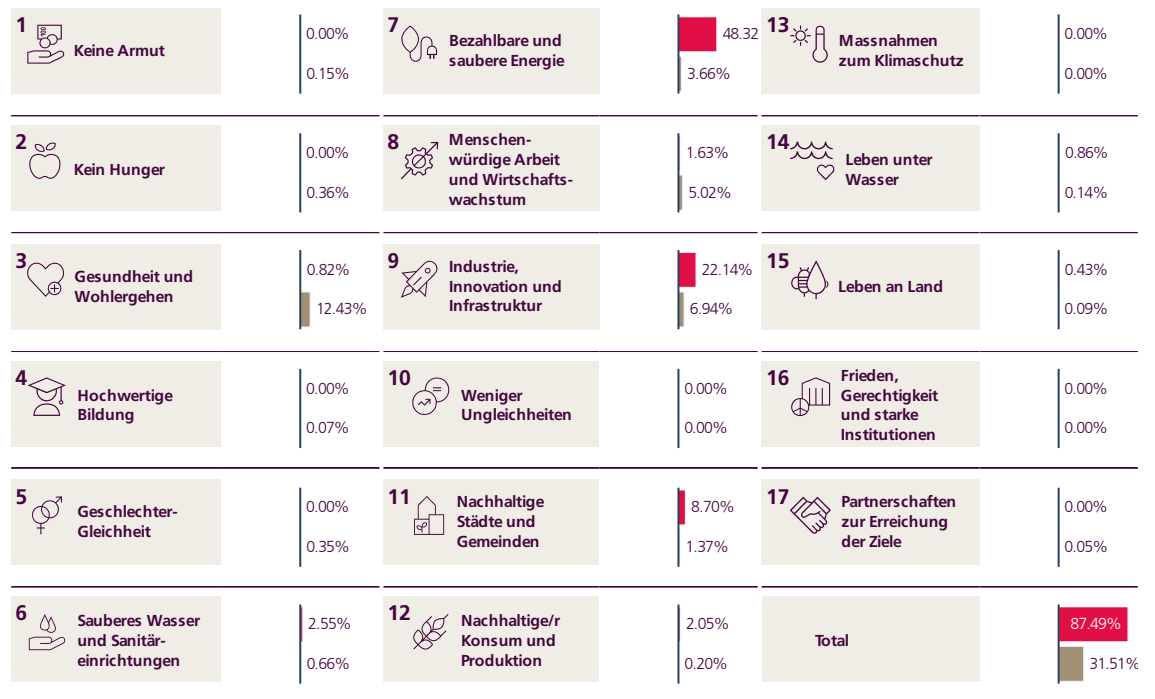 1
Keine Armut
0.00%
0.15%
2
Kein Hunger
0.00%
0.36%
3
Gesundheit und
Wohlergehen
0.82%
12.43%
4
Hochwertige
Bildung
0.00%
0.07%
5
Geschlechter-
Gleichheit
0.00%
0.35%
6
Sauberes Wasser
und Sanitär-
einrichtungen
2.55%
0.66%
7
Bezahlbare und
saubere Energie
48.32
3.66%
8
Menschen-
würdige Arbeit
und Wirtschafts-
wachstum
1.63%
5.02%
9
Industrie,
Innovation und
Infrastruktur
22.14%
6.94%
10
Weniger
Ungleichheiten
0.00%
0.00%
11
Nachhaltige
Städte und
Gemeinden
8.70%
1.37%
12
Nachhaltige/r
Konsum und
Produktion
2.05%
0.20%
13
Massnahmen
zum Klimaschutz
0.00%
0.00%
14
Leben unter
Wasser
0.86%
0.14%
15
Leben an Land
0.43%
0.09%
16
Frieden,
Gerechtigkeit
und starke
Institutionen
0.00%
0.00%
17
Partnerschaften
zur Erreichung
der Ziele
0.00%
0.05%
Total
87.49%
31.51%